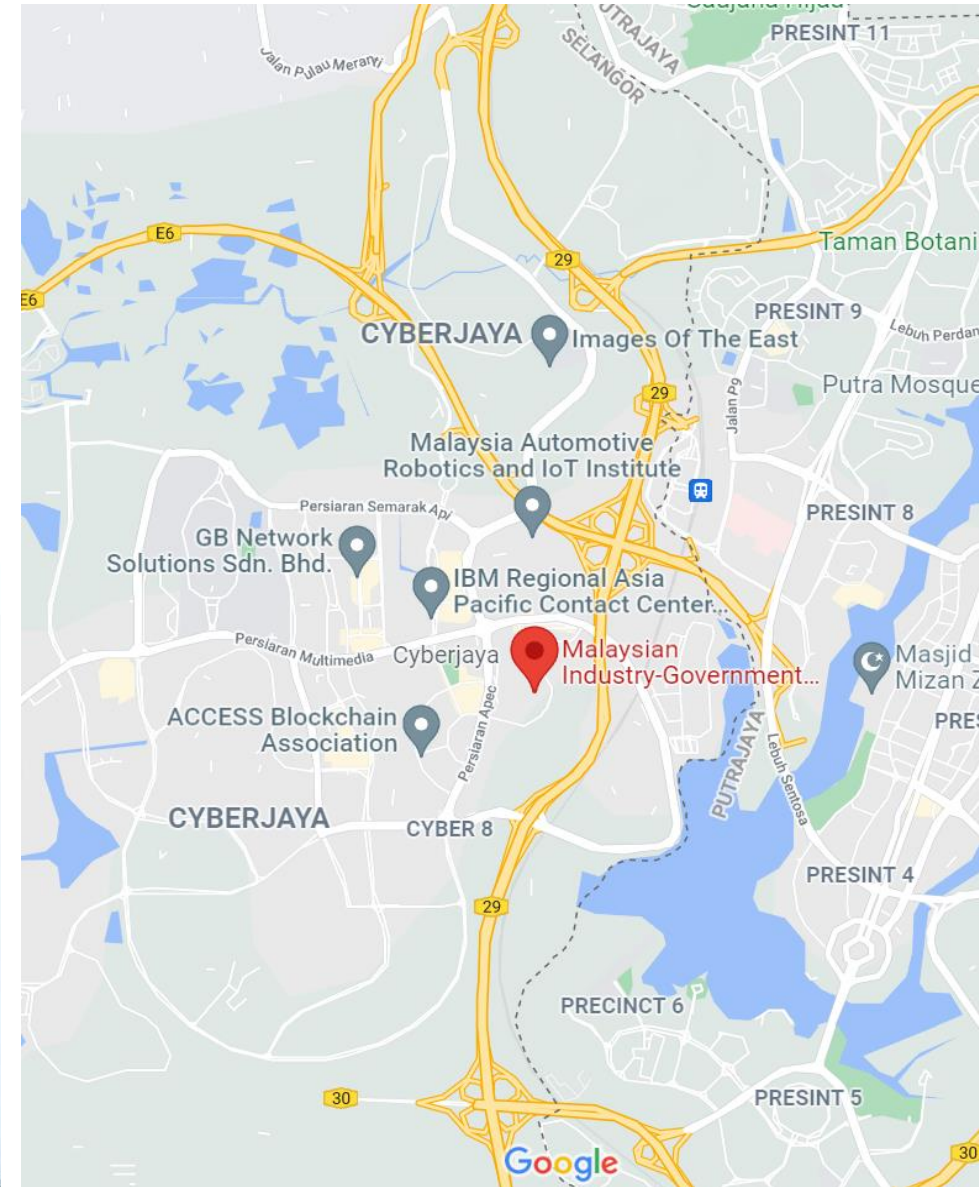 PRESINT 11
PUTRAJAYA
SELANGOR
Jalan Pulau Meranti
E6
29
Taman Botani
E6
PRESINT 9
Lebuh Perdan
CYBERJAYA
Images Of The East
29
Jalan P9
Putra Mosque
Malaysia Automotive
Robotics and IoT Institute
Persiaran Semarak Api
PRESINT 8
GB Network
Solutions Sdn. Bhd.
IBM Regional Asia
Pacific Contact Center...
Persiaran Multimedia
Cyberjaya
Malaysian
Industry-Government...
Masjid
Mizan Z
ACCESS Blockchain
Association
Persiaran Apec
PRES
PUTRAJAYA
Lebuh Sentosa
CYBERJAYA
CYBER 8
PRESINT 4
29
PRECINCT 6
30
PRESINT 5
Google
30